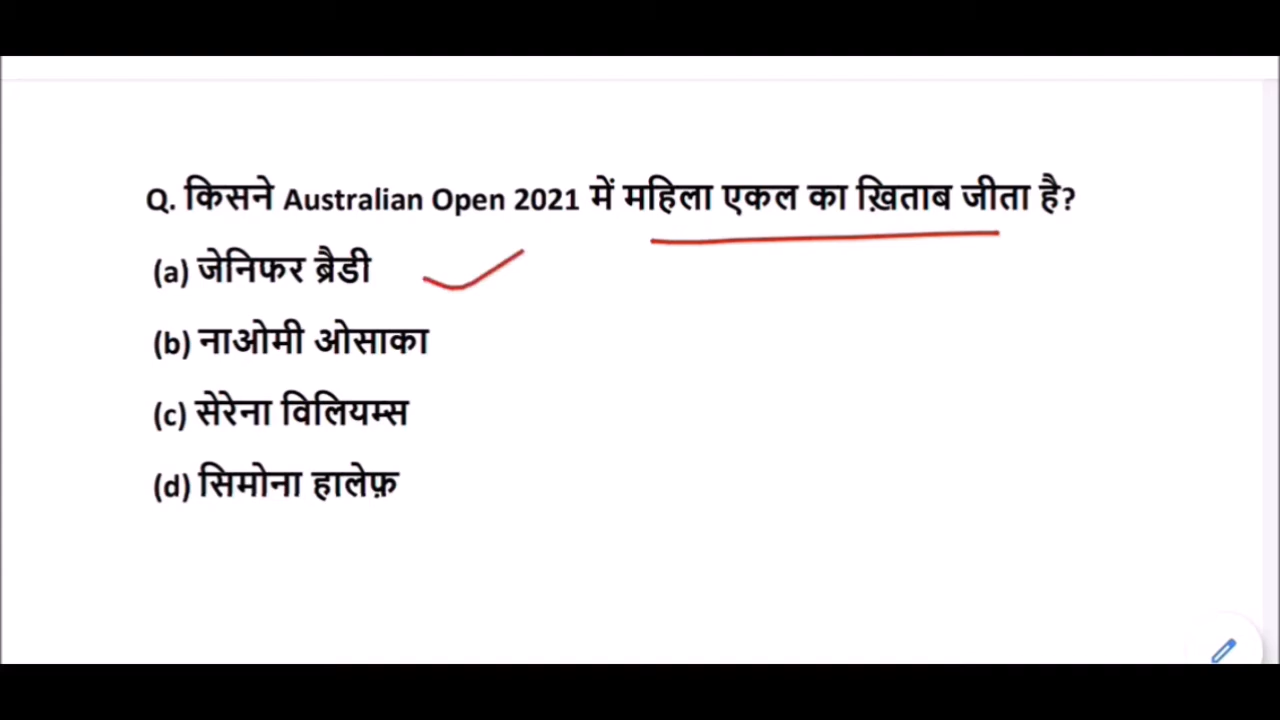 Q. किसने Australian Open 2021 में महिला एकल का ख़िताब जीता है?
(a) जेनिफर ब्रैडी
(b) नाओमी ओसाका
(c) सेरेना विलियम्स
(d) सिमोना हालेफ़